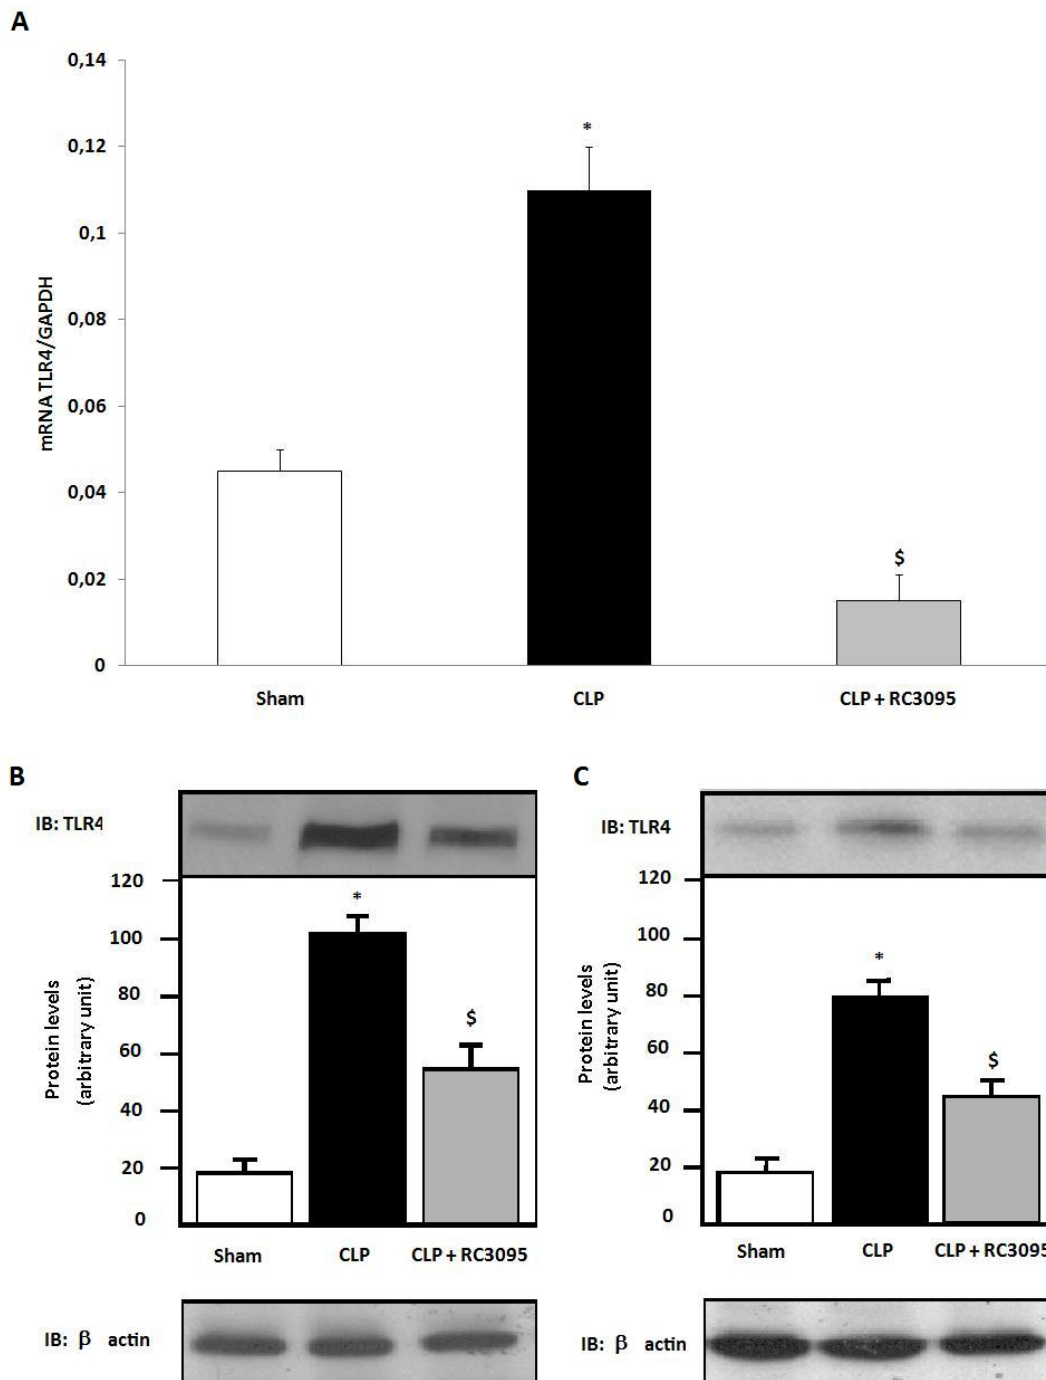 A
0,14
0,12
0,1
0,08
0,06
0,04
0,02
0
mRNA TLR4/GAPDH
*
$
Sham CLP CLP + RC3095
B
IB: TLR4
120
100
80
60
40
20
0
Protein levels
(arbitrary unit)
*
$
Sham CLP CLP + RC3095
IB: β actin
C
IB: TLR4
120
100
80
60
40
20
0
Protein levels
(arbitrary unit)
*
$
Sham CLP CLP + RC3095
IB: β actin